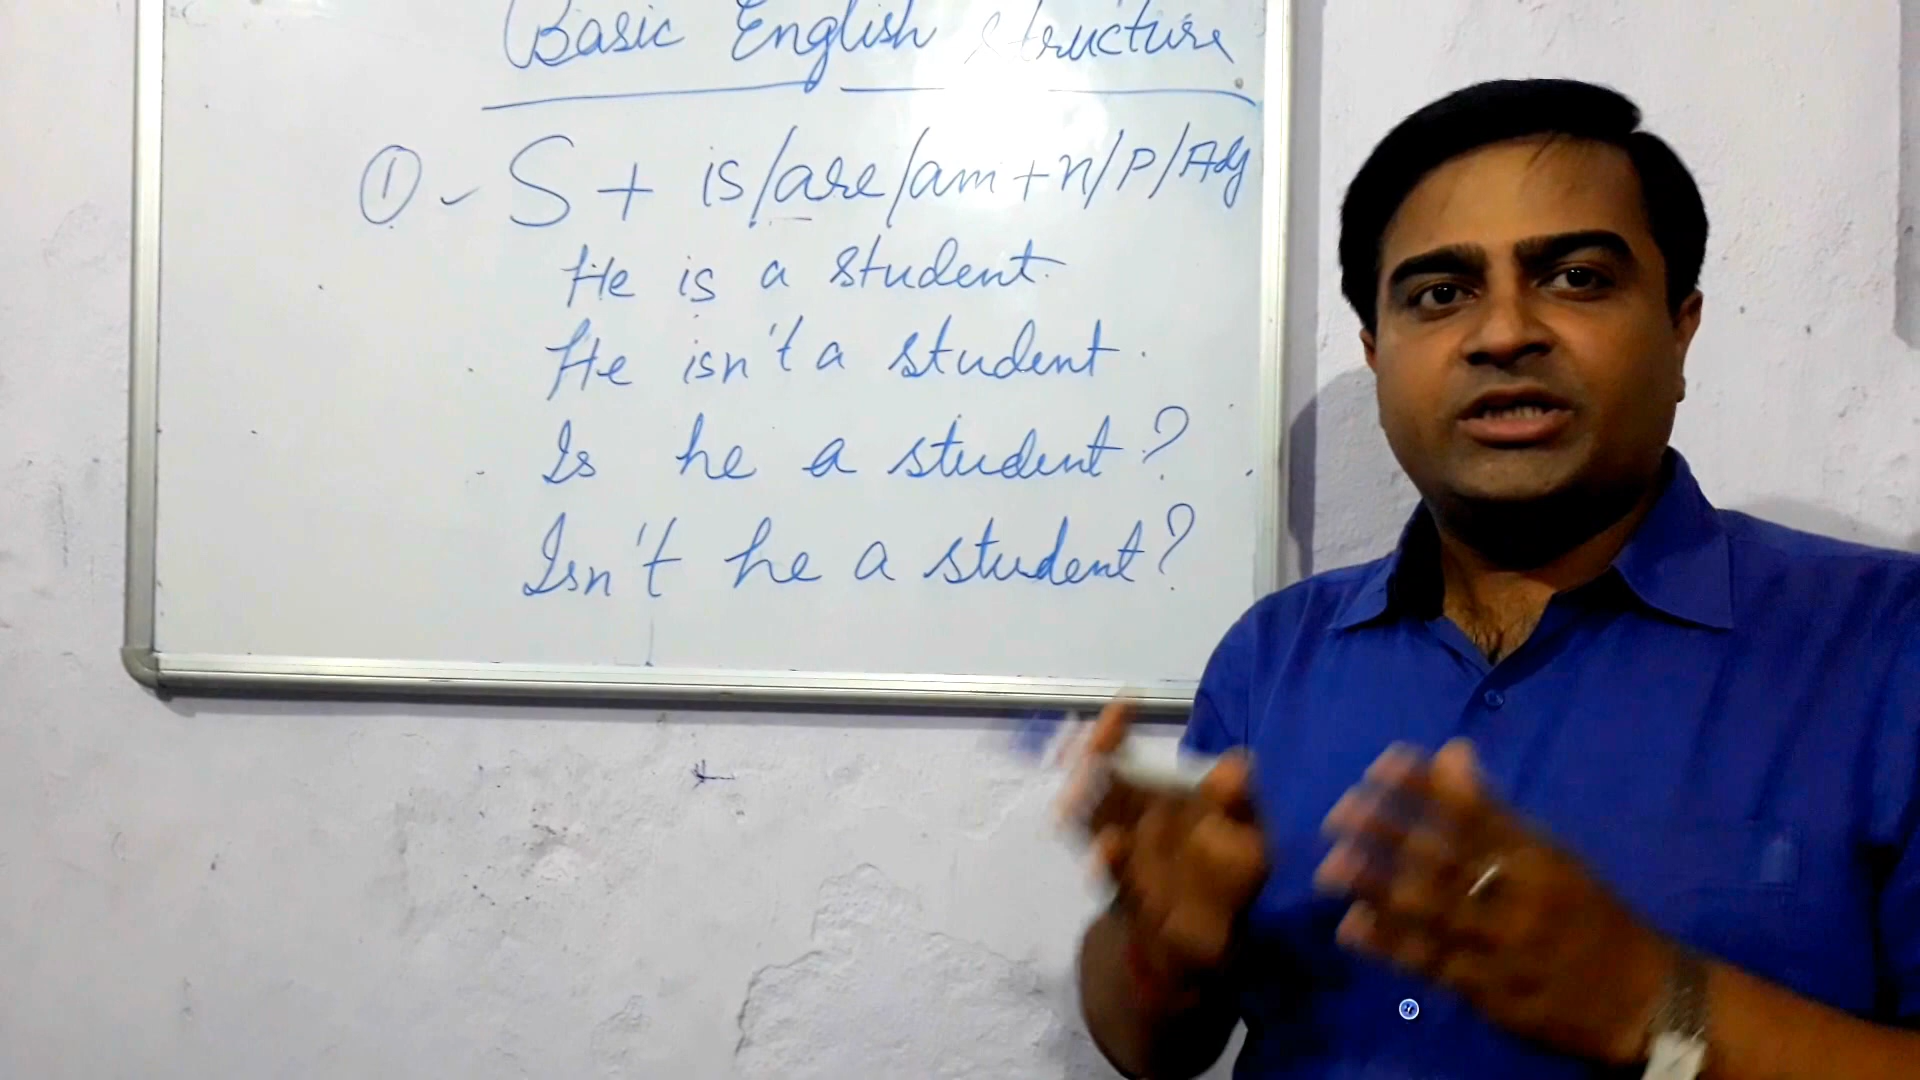 Basic English structure
① - S + is/are/am + n/P/Adj
He is a student.
He isn't a student.
Is he a student?
Isn't he a student?